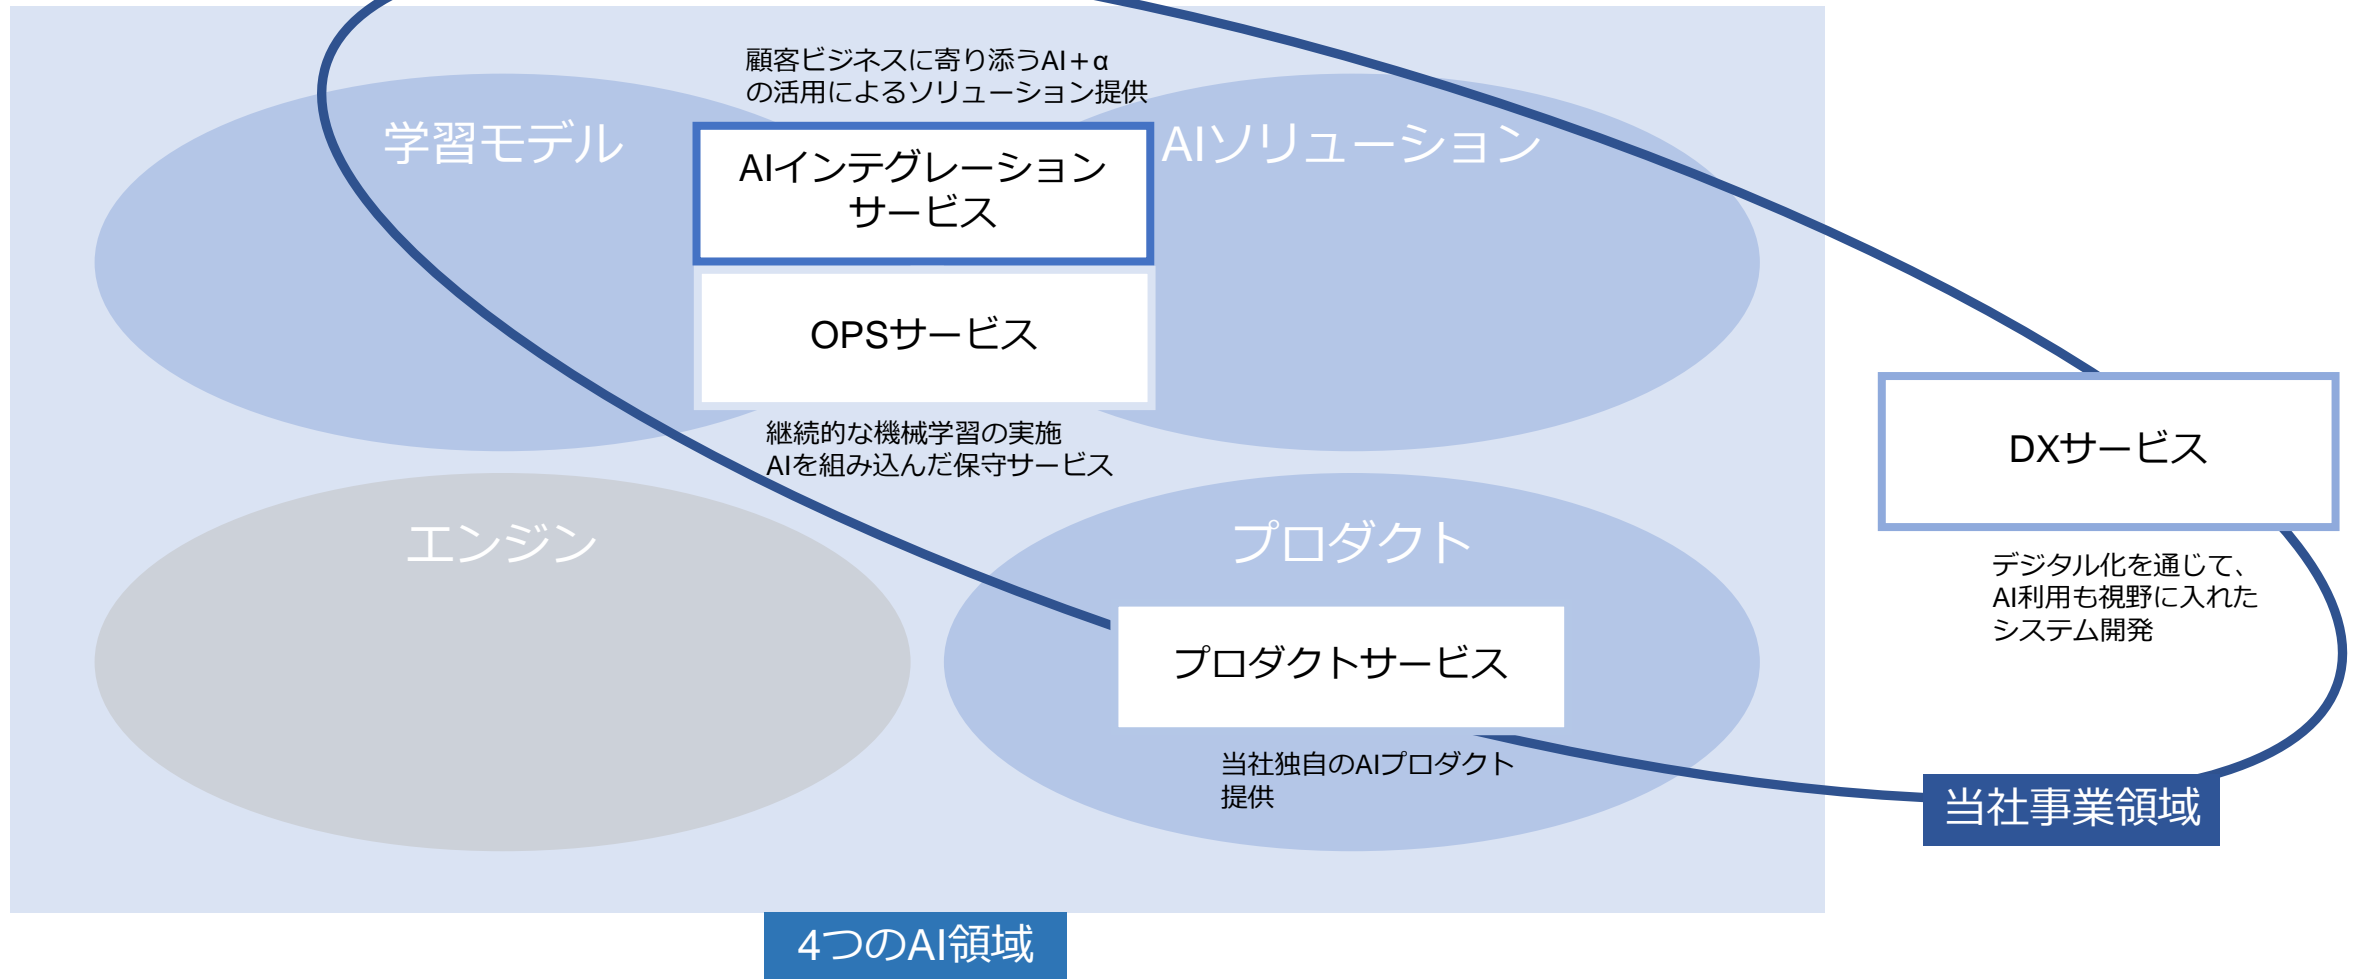 顧客ビジネスに寄り添うAI＋α
の活用によるソリューション提供
学習モデル
AIソリューション
AIインテグレーション
サービス
OPSサービス
継続的な機械学習の実施
AIを組み込んだ保守サービス
DXサービス
デジタル化を通じて、
AI利用も視野に入れた
システム開発
エンジン
プロダクト
プロダクトサービス
当社独自のAIプロダクト
提供
当社事業領域
4つのAI領域